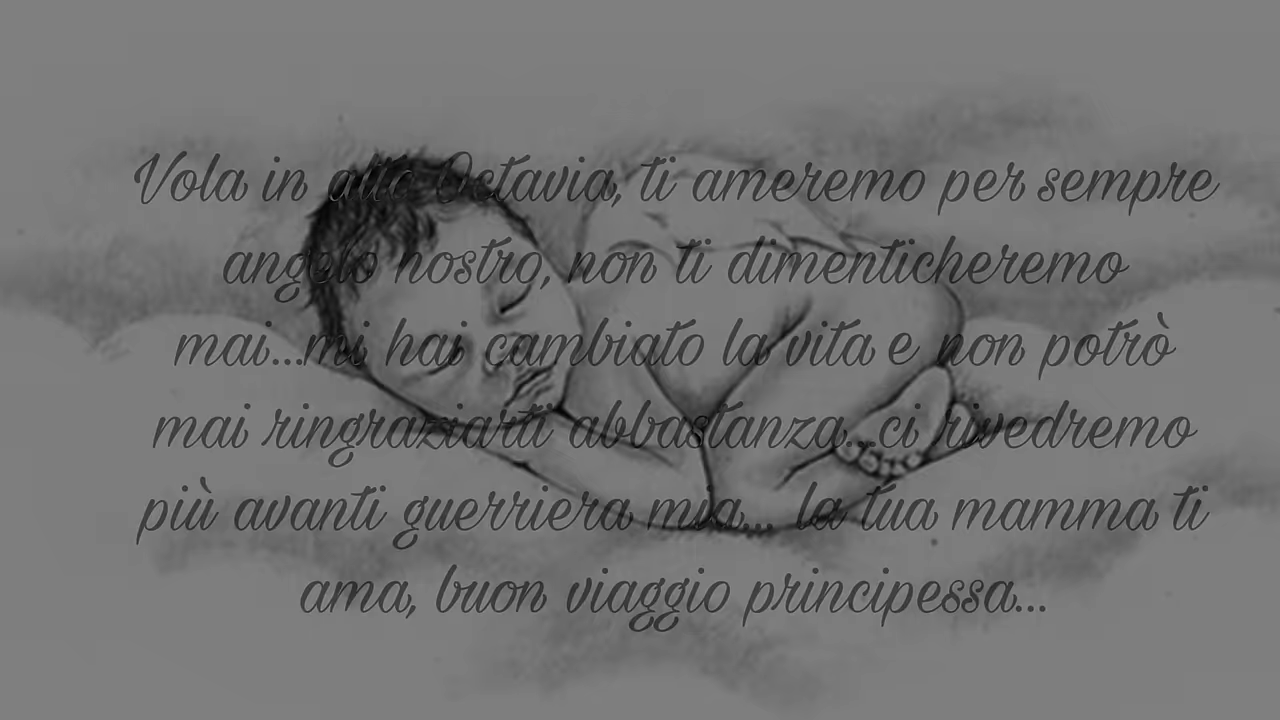 Vola in alto Octavia, ti ameremo per sempre
angelo nostro, non ti dimenticheremo
mai...mi hai cambiato la vita e non potrò
mai ringraziarti abbastanza...ci rivedremo
più avanti guerriera mia... la tua mamma ti
ama, buon viaggio principessa...